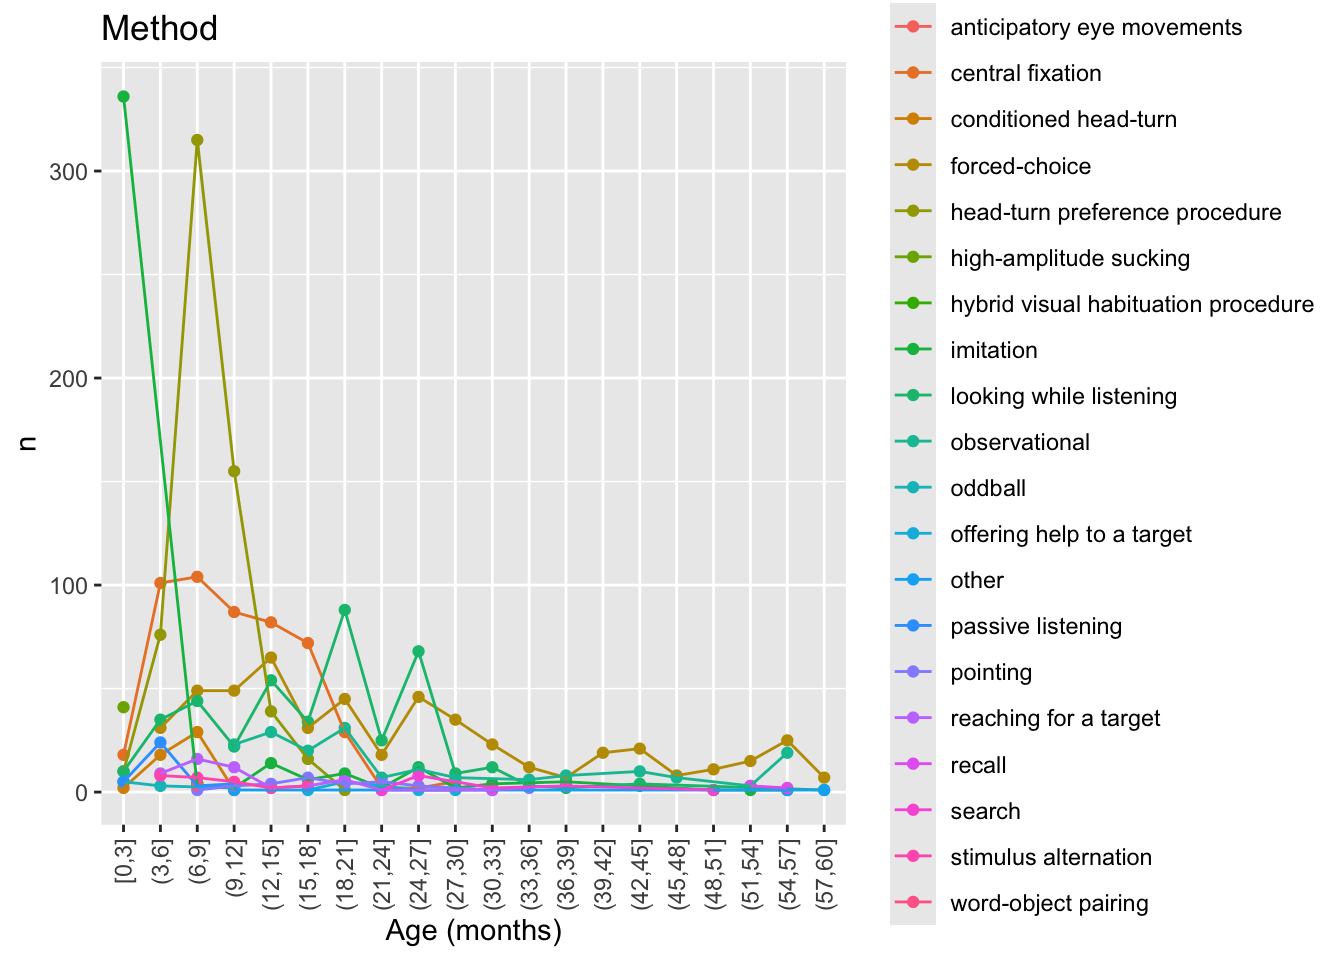 Method
n
300
200
100
0
[0,3]
(3,6]
(6,9]
(9,12]
(12,15]
(15,18]
(18,21]
(21,24]
(24,27]
(27,30]
(30,33]
(33,36]
(36,39]
(39,42]
(42,45]
(45,48]
(48,51]
(51,54]
(54,57]
(57,60]
Age (months)
anticipatory eye movements
central fixation
conditioned head-turn
forced-choice
head-turn preference procedure
high-amplitude sucking
hybrid visual habituation procedure
imitation
looking while listening
observational
oddball
offering help to a target
other
passive listening
pointing
reaching for a target
recall
search
stimulus alternation
word-object pairing